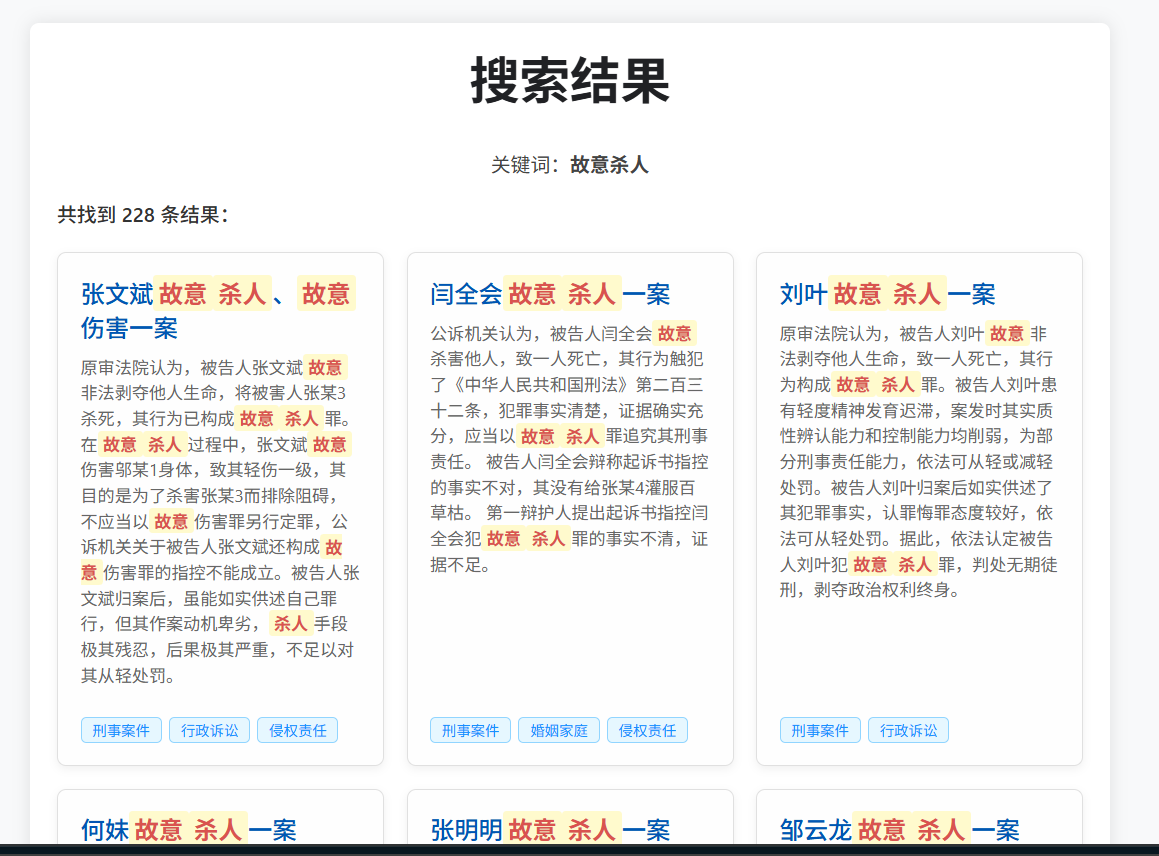 搜索结果
关键词：故意杀人
共找到 228 条结果：
张文斌 故意 杀人 、 故意
伤害一案
原审法院认为，被告人张文斌 故意
非法剥夺他人生命，将被害人张某3
杀死，其行为已构成 故意 杀人 罪。
在 故意 杀人 过程中，张文斌 故意
伤害邬某1身体，致其轻伤一级，其
目的是为了杀害张某3而排除阻碍，
不应当以 故意 伤害罪另行定罪，公
诉机关关于被告人张文斌还构成 故
意 伤害罪的指控不能成立。被告人张
文斌归案后，虽能如实供述自己罪
行，但其作案动机卑劣， 杀人 手段
极其残忍，后果极其严重，不足以对
其从轻处罚。
刑事案件 行政诉讼 侵权责任
闫全会 故意 杀人 一案
公诉机关认为，被告人闫全会 故意
杀害他人，致一人死亡，其行为触犯
了《中华人民共和国刑法》第二百三
十二条，犯罪事实清楚，证据确实充
分，应当以 故意 杀人 罪追究其刑事
责任。 被告人闫全会辩称起诉书指控
的事实不对，其没有给张某4灌服百
草枯。 第一辩护人提出起诉书指控闫
全会犯 故意 杀人 罪的事实不清，证
据不足。
刑事案件 婚姻家庭 侵权责任
刘叶 故意 杀人 一案
原审法院认为，被告人刘叶 故意 非
法剥夺他人生命，致一人死亡，其行
为构成 故意 杀人 罪。被告人刘叶患
有轻度精神发育迟滞，案发时其实质
性辨认能力和控制能力均削弱，为部
分刑事责任能力，依法可从轻或减轻
处罚。被告人刘叶归案后如实供述了
其犯罪事实，认罪悔罪态度较好，依
法可从轻处罚。据此，依法认定被告
人刘叶犯 故意 杀人 罪，判处无期徒
刑，剥夺政治权利终身。
刑事案件 行政诉讼
何妹 故意 杀人 一案
张明明 故意 杀人 一案
邹云龙 故意 杀人 一案